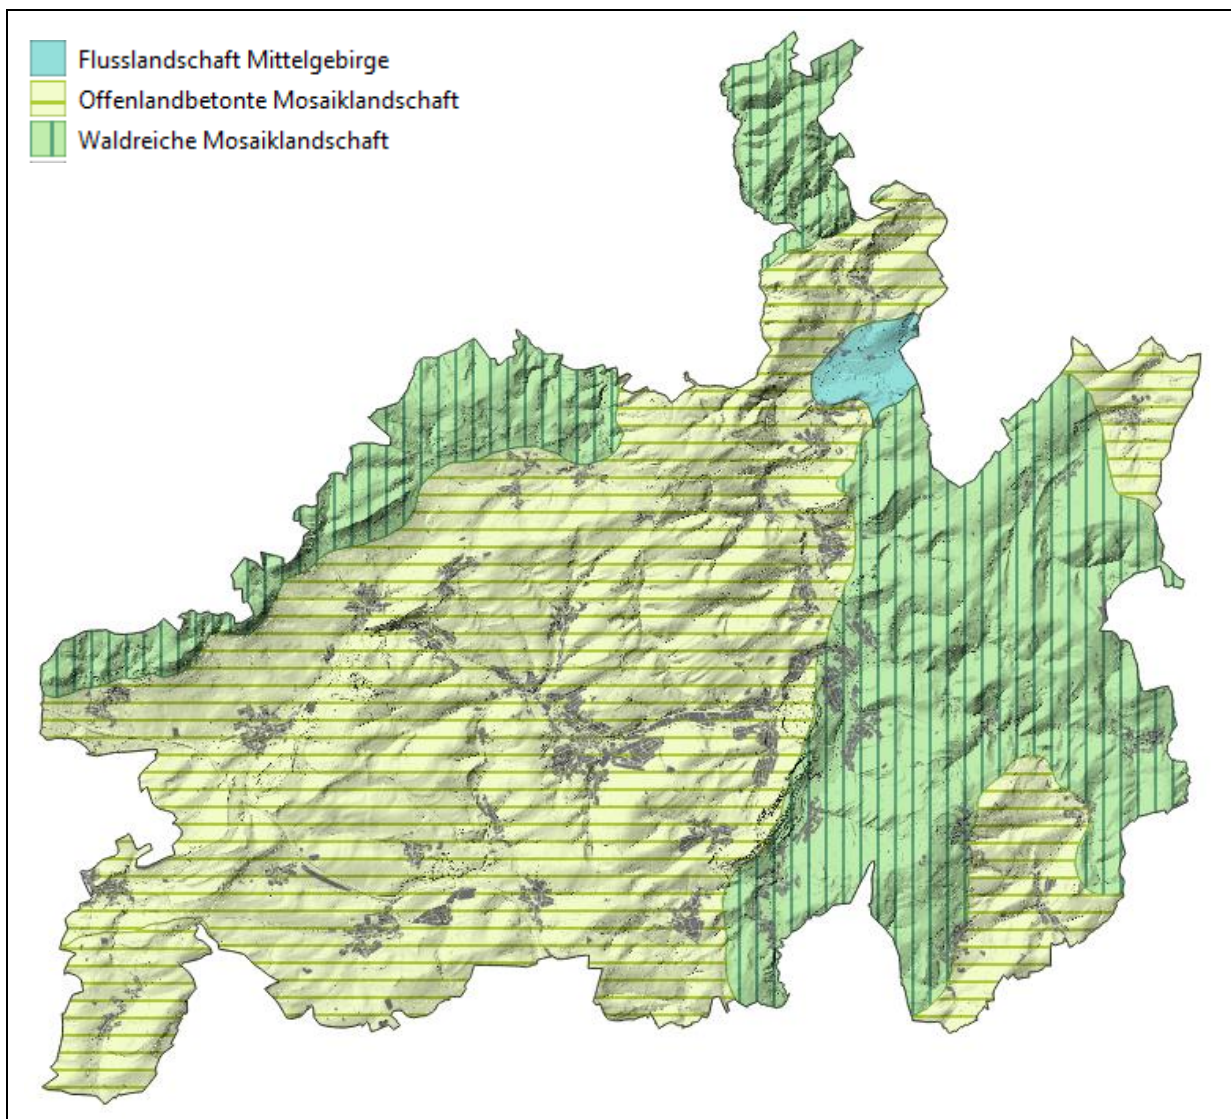 Flusslandschaft Mittelgebirge
Offenlandbetonte Mosaiklandschaft
Waldreiche Mosaiklandschaft